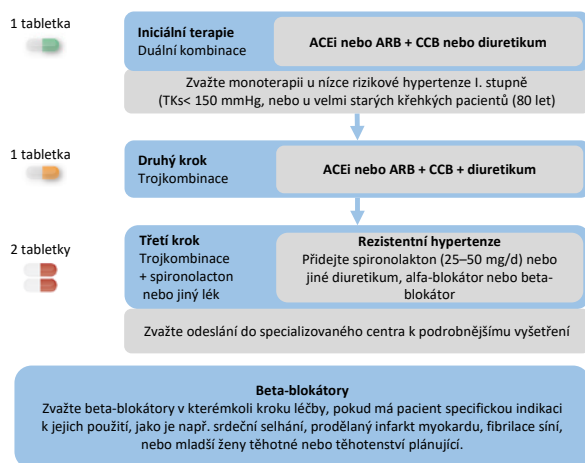 1 tabletka
Iniciální terapie
Duální kombinace
ACEi nebo ARB + CCB nebo diuretikum
Zvažte monoterapii u nízce rizikové hypertenze I. stupně
(TKs< 150 mmHg, nebo u velmi starých křehkých pacientů (80 let)
1 tabletka
Druhý krok
Trojkombinace
ACEi nebo ARB + CCB + diuretikum
2 tabletky
Třetí krok
Trojkombinace
+ spironolacton
nebo jiný lék
Rezistentní hypertenze
Přidejte spironolakton (25–50 mg/d) nebo
jiné diuretikum, alfa-blokátor nebo beta-
blokátor
Zvažte odeslání do specializovaného centra k podrobnějšímu vyšetření
Beta-blokátory
Zvažte beta-blokátory v kterémkoli kroku léčby, pokud má pacient specifickou indikaci
k jejich použití, jako je např. srdeční selhání, prodělaný infarkt myokardu, fibrilace síní,
nebo mladší ženy těhotné nebo těhotenství plánující.